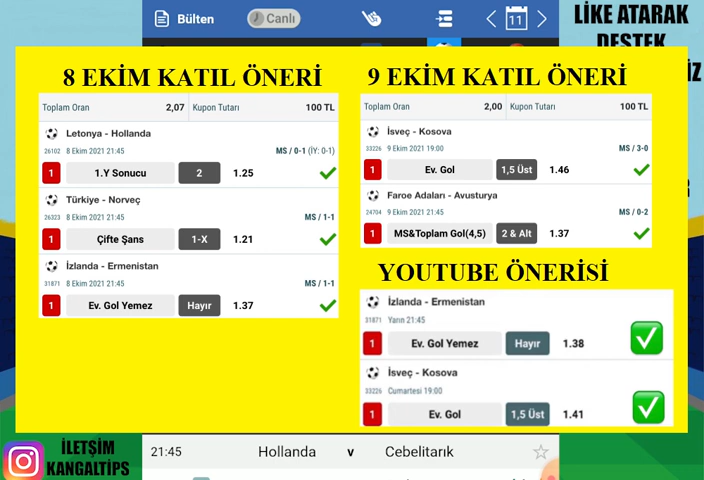 Bülten
Canlı
11
LİKE ATARAK
DESTEK
İZ
8 EKİM KATIL ÖNERİ
Toplam Oran 2,07 Kupon Tutarı 100 TL
Letonya - Hollanda
26102 8 Ekim 2021 21:45 MS / 0-1 (İY: 0-1)
1 1.Y Sonucu 2 1.25
Türkiye - Norveç
26323 8 Ekim 2021 21:45 MS / 1-1
1 Çifte Şans 1-X 1.21
İzlanda - Ermenistan
31871 8 Ekim 2021 21:45 MS / 1-1
1 Ev. Gol Yemez Hayır 1.37
9 EKİM KATIL ÖNERİ
Toplam Oran 2,00 Kupon Tutarı 100 TL
İsveç - Kosova
33226 9 Ekim 2021 19:00 MS / 3-0
1 Ev. Gol 1,5 Üst 1.46
Faroe Adaları - Avusturya
24704 9 Ekim 2021 21:45 MS / 0-2
1 MS&Toplam Gol(4,5) 2 & Alt 1.37
YOUTUBE ÖNERİSİ
İzlanda - Ermenistan
31871 Yarın 21:45
1 Ev. Gol Yemez Hayır 1.38
İsveç - Kosova
33226 Cumartesi 19:00
1 Ev. Gol 1,5 Üst 1.41
İLETŞİM
KANGALTİPS
21:45 Hollanda v Cebelitarık